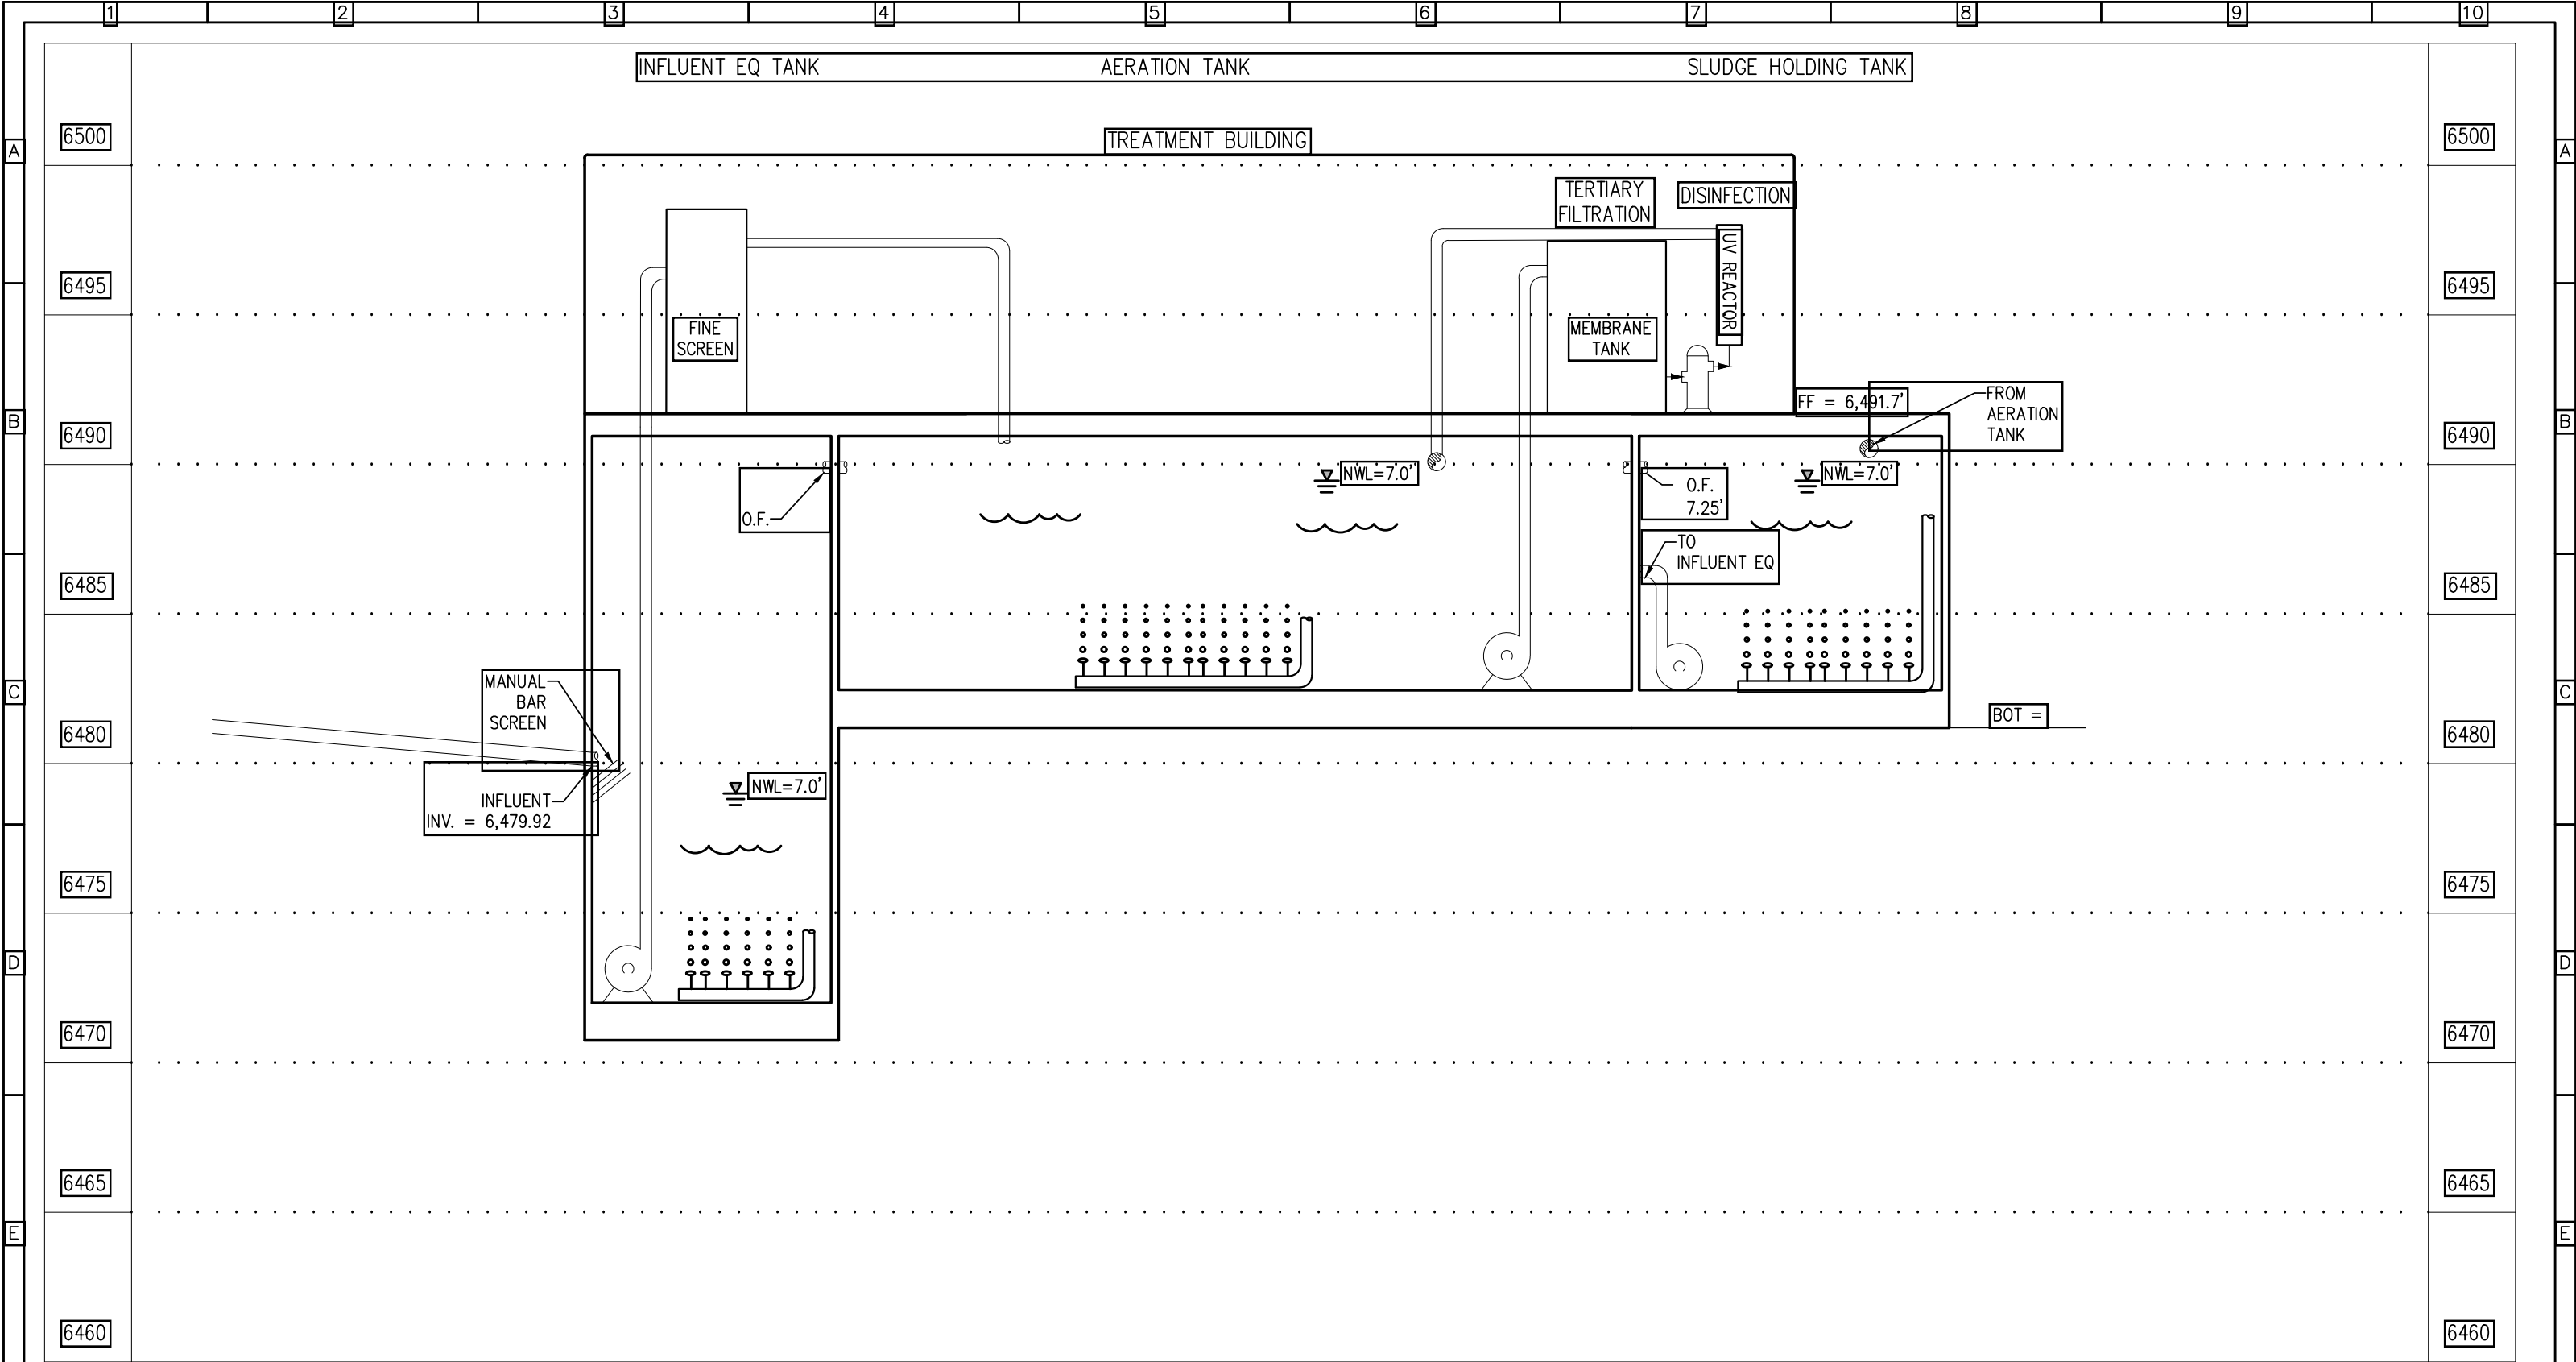 1 2 3 4 5 6 7 8 9 10
INFLUENT EQ TANK AERATION TANK SLUDGE HOLDING TANK
6500 6500
A A
TREATMENT BUILDING
TERTIARY
FILTRATION
DISINFECTION
UV REACTOR
6495 6495
FINE
SCREEN
MEMBRANE
TANK
FF = 6,491.7'
FROM
AERATION
TANK
B B
6490 6490
O.F.
NWL=7.0'
O.F.
7.25'
NWL=7.0'
TO
INFLUENT EQ
6485 6485
MANUAL
BAR
SCREEN
C C
BOT =
6480 6480
INFLUENT
INV. = 6,479.92
NWL=7.0'
6475 6475
D D
6470 6470
6465 6465
E E
6460 6460